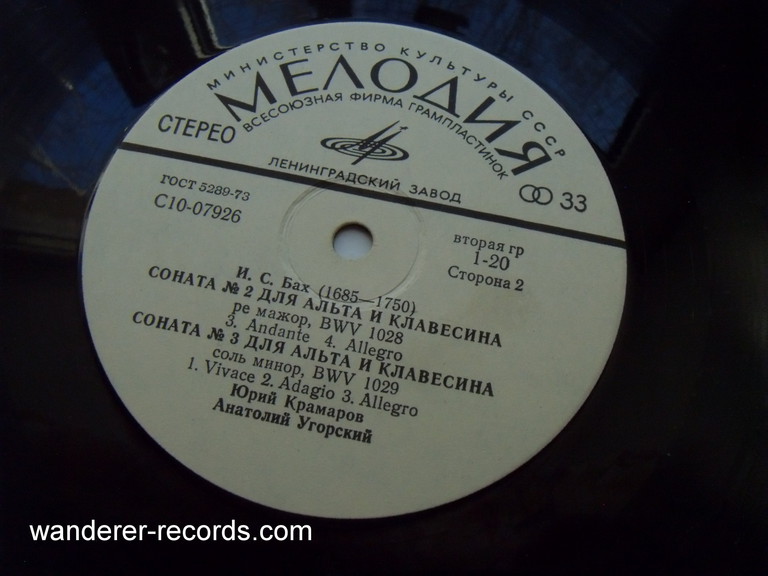 МИНИСТЕРСТВО КУЛЬТУРЫ СССР
МЕЛОДИЯ
ВСЕСОЮЗНАЯ ФИРМА ГРАМПЛАСТИНОК
СТЕРЕО
ЛЕНИНГРАДСКИЙ ЗАВОД
33
ГОСТ 5289-73
С10-07926
вторая гр
1-20
Сторона 2
И. С. Бах (1685—1750)
СОНАТА № 2 ДЛЯ АЛЬТА И КЛАВЕСИНА
ре мажор, BWV 1028
3. Andante 4. Allegro
СОНАТА № 3 ДЛЯ АЛЬТА И КЛАВЕСИНА
соль минор, BWV 1029
1. Vivace 2. Adagio 3. Allegro
Юрий Крамаров
Анатолий Угорский
wanderer-records.com